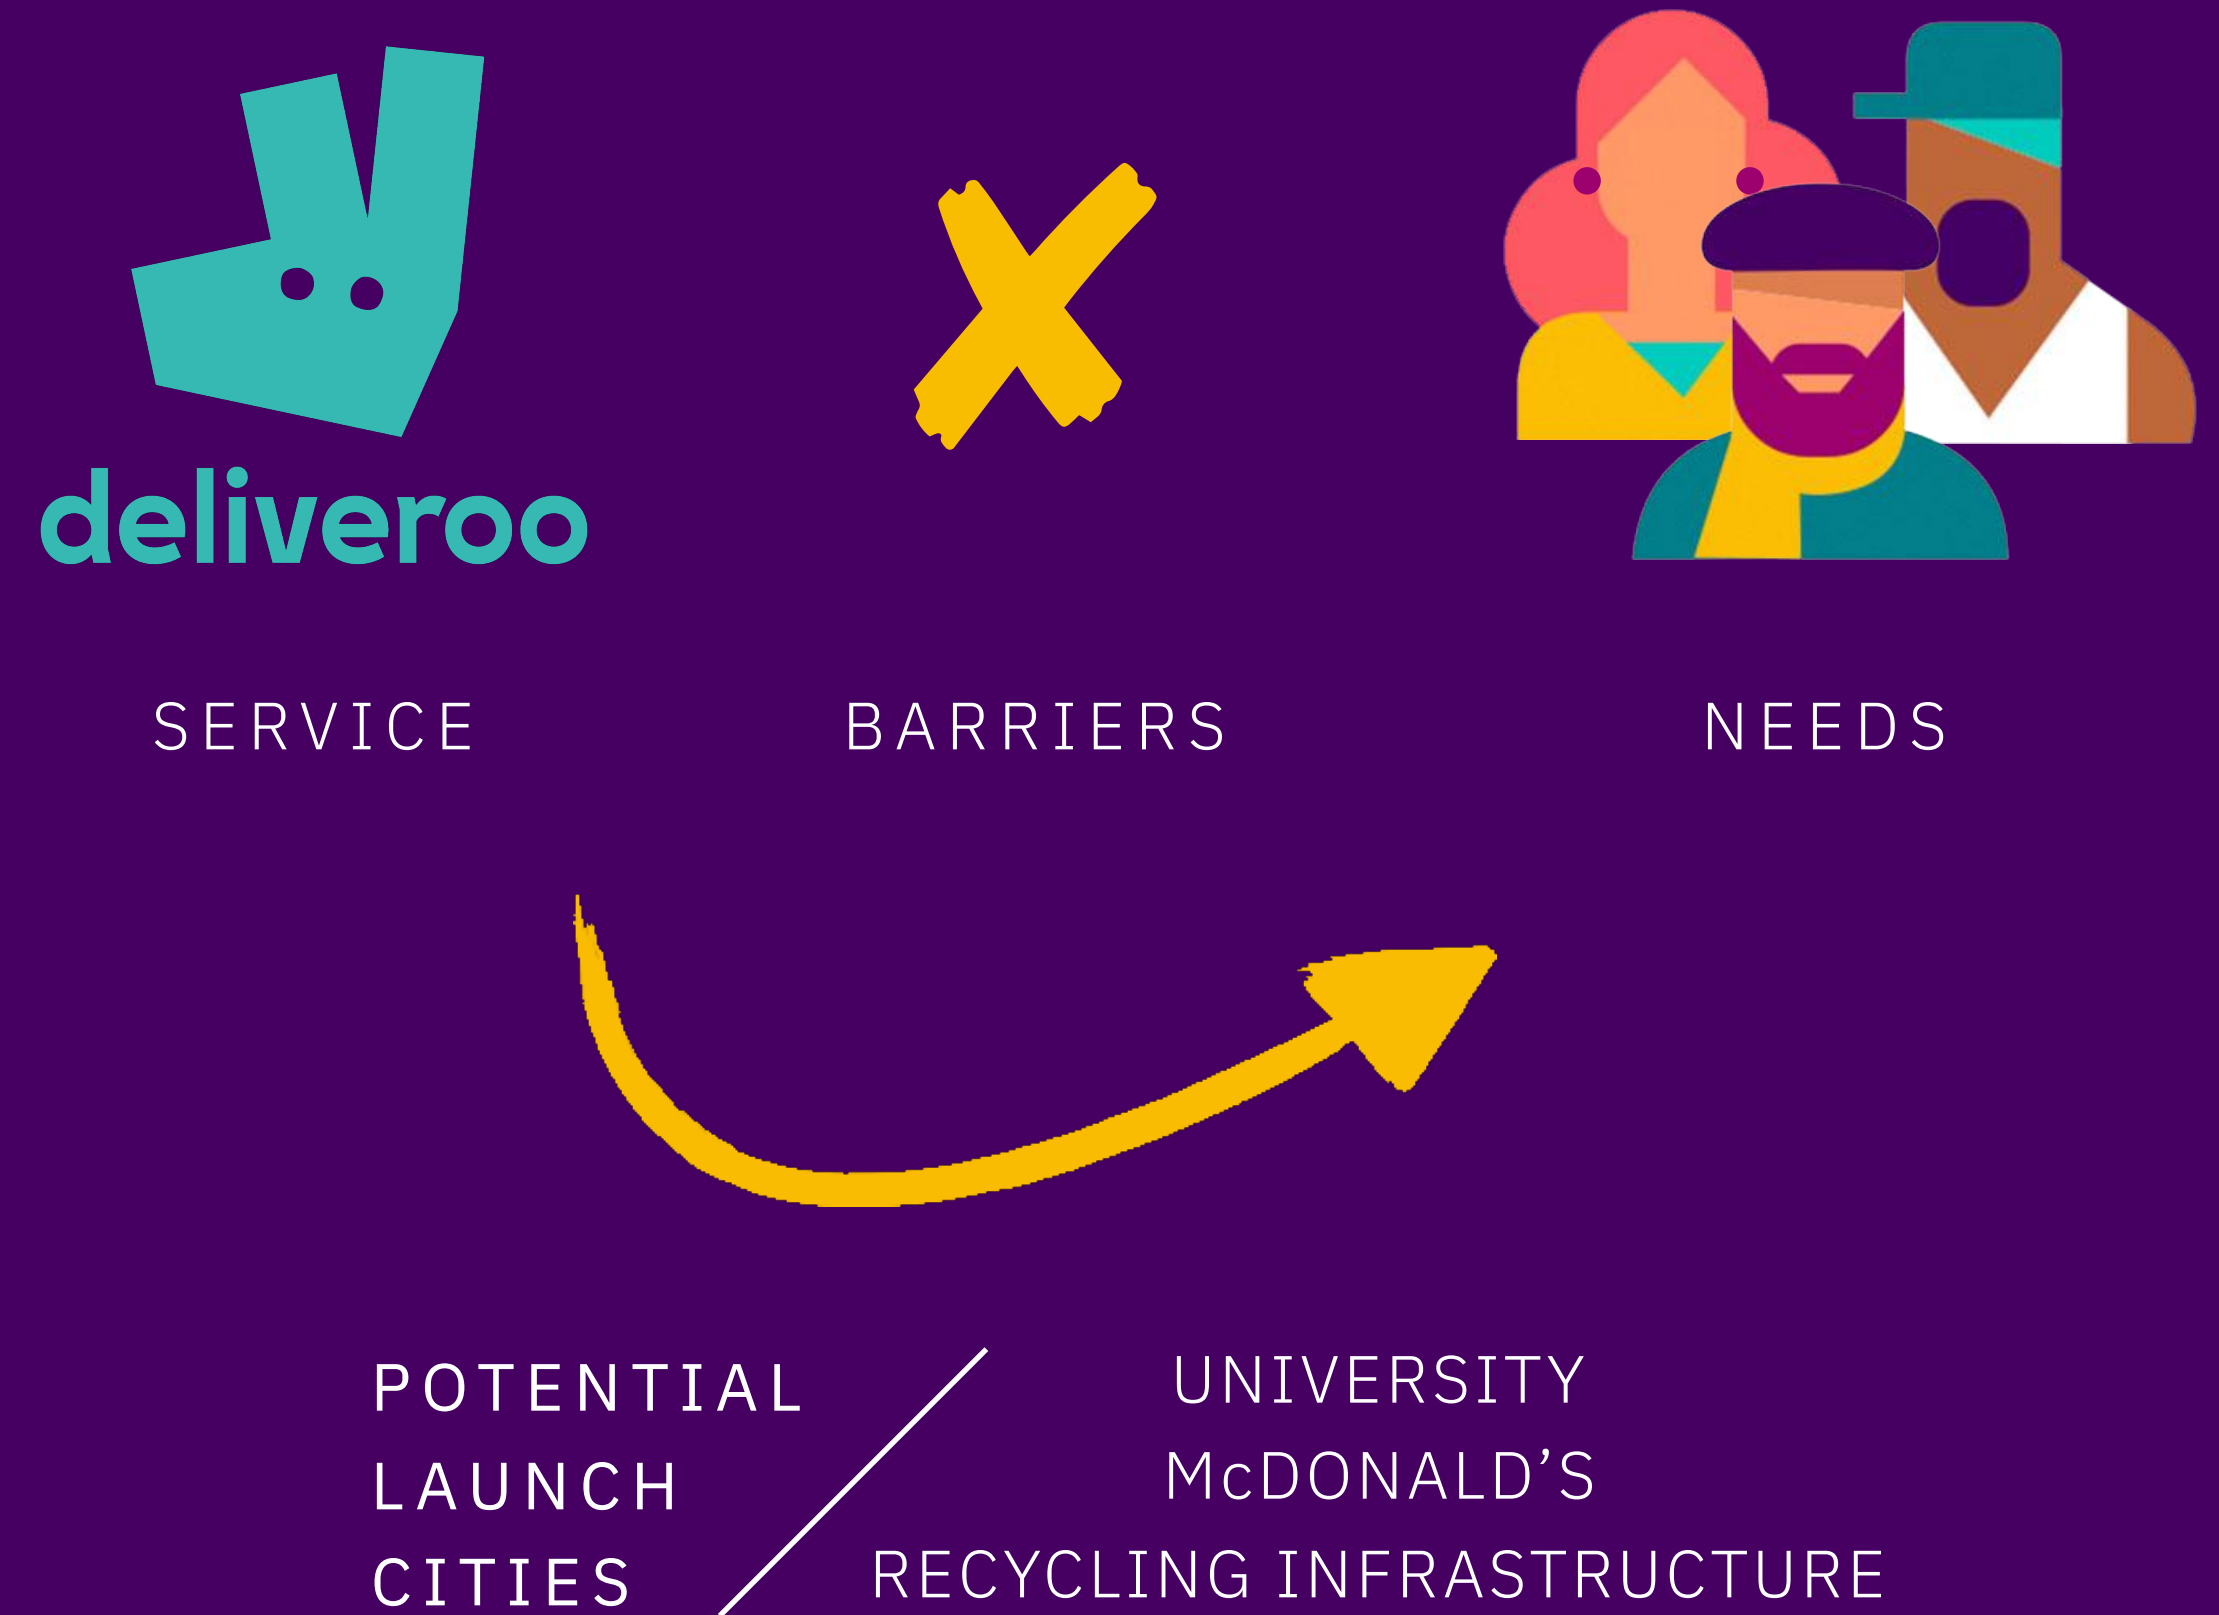 deliveroo
SERVICE
BARRIERS
NEEDS
POTENTIAL
LAUNCH
CITIES
UNIVERSITY
McDONALD’S
RECYCLING INFRASTRUCTURE